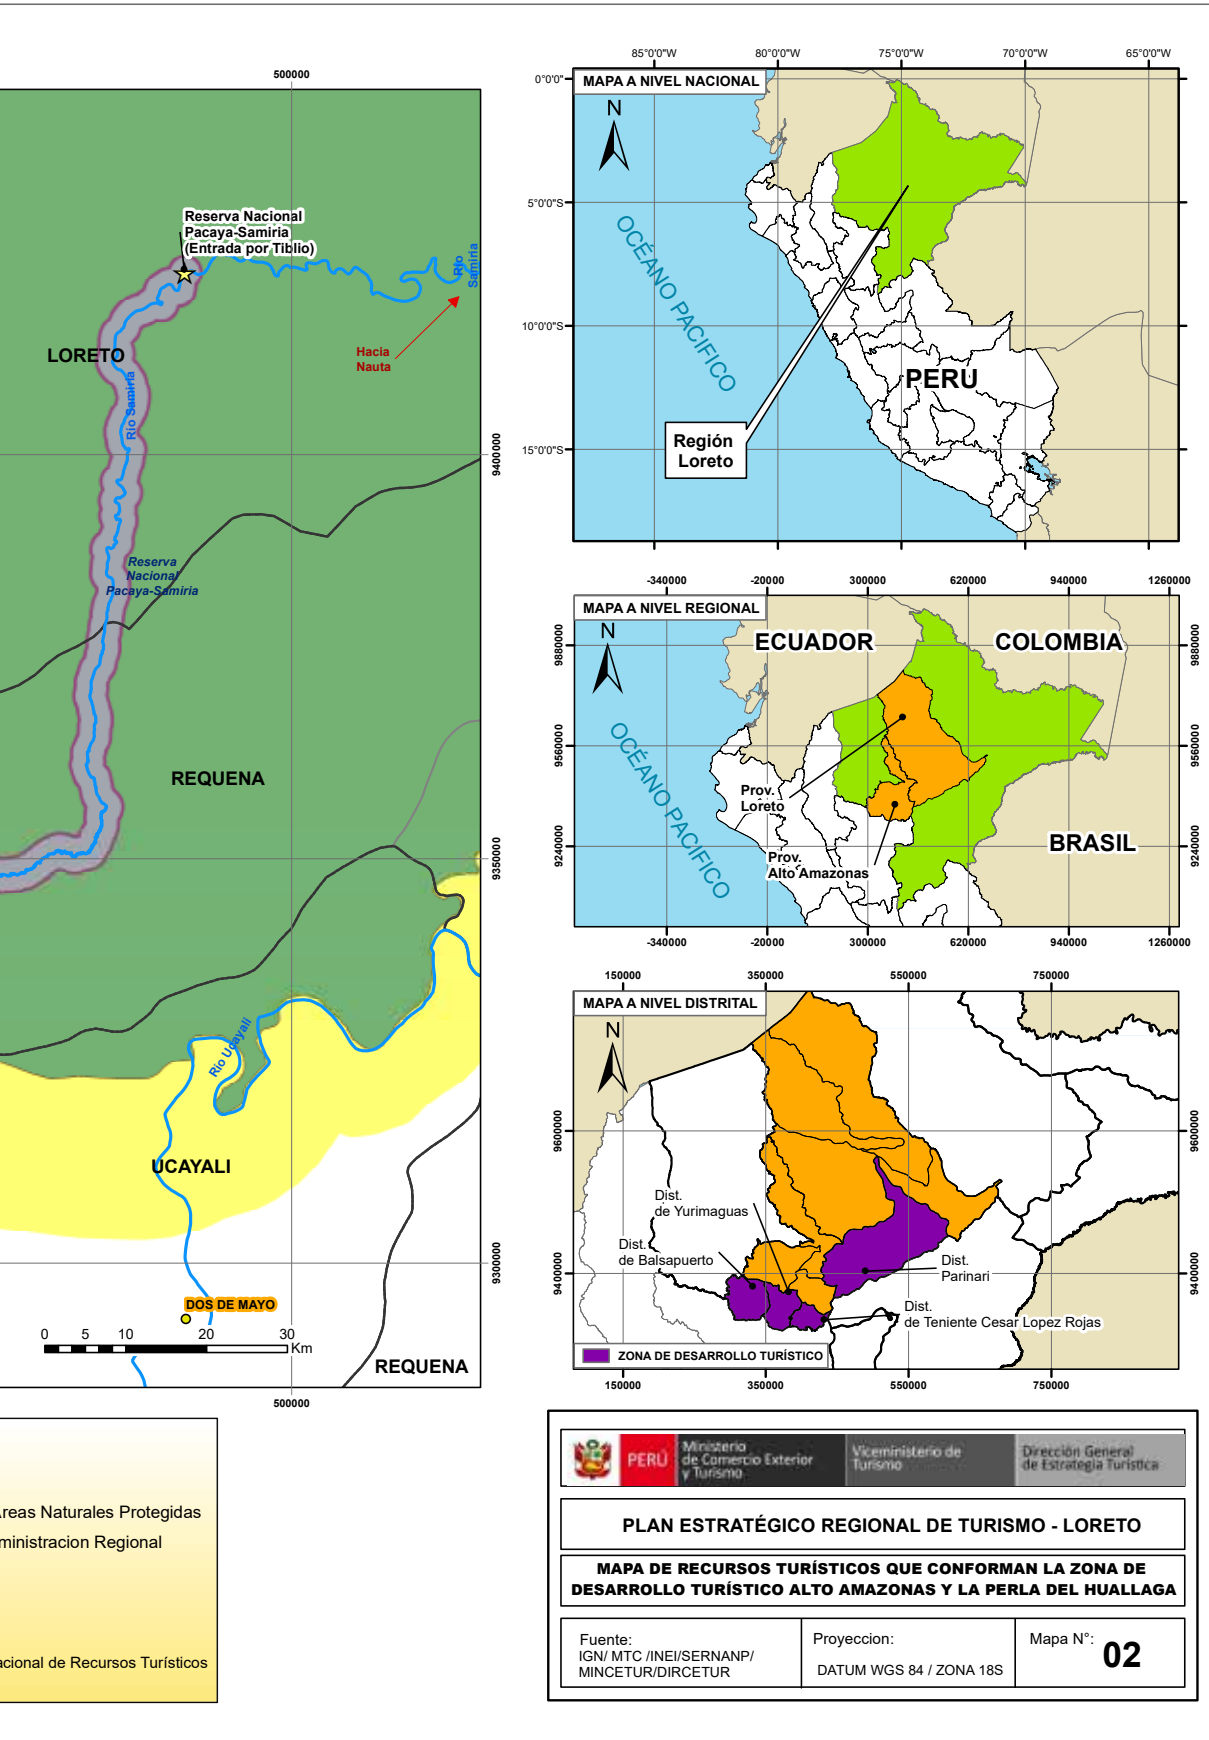 500000
Reserva Nacional
Pacaya-Samiria
(Entrada por Tiblio)
Río
Samiria
LORETO
Hacia
Nauta
Río Samiria
9400000
Reserva
Nacional
Pacaya-Samiria
REQUENA
9350000
Río Ucayali
UCAYALI
9300000
DOS DE MAYO
0 5 10 20 30
Km
REQUENA
500000
Areas Naturales Protegidas
ministracion Regional
acional de Recursos Turísticos
85°0'0"W 80°0'0"W 75°0'0"W 70°0'0"W 65°0'0"W
0°0'0"
MAPA A NIVEL NACIONAL
N
5°0'0"S
OCÉANO PACIFICO
10°0'0"S
PERU
Región
Loreto
15°0'0"S
-340000 -20000 300000 620000 940000 1260000
MAPA A NIVEL REGIONAL
N
ECUADOR
COLOMBIA
9880000
9880000
OCÉANO PACIFICO
9560000
9560000
Prov.
Loreto
BRASIL
9240000
9240000
Prov.
Alto Amazonas
-340000 -20000 300000 620000 940000 1260000
150000 350000 550000 750000
MAPA A NIVEL DISTRITAL
N
9600000
9600000
Dist.
de Yurimaguas
Dist.
de Balsapuerto
Dist.
Parinari
9400000
9400000
Dist.
de Teniente Cesar Lopez Rojas
ZONA DE DESARROLLO TURÍSTICO
150000 350000 550000 750000
PERÚ
Ministerio
de Comercio Exterior
y Turismo
Viceministerio de
Turismo
Dirección General
de Estrategia Turística
PLAN ESTRATÉGICO REGIONAL DE TURISMO - LORETO
MAPA DE RECURSOS TURÍSTICOS QUE CONFORMAN LA ZONA DE
DESARROLLO TURÍSTICO ALTO AMAZONAS Y LA PERLA DEL HUALLAGA
Fuente:
IGN/ MTC /INEI/SERNANP/
MINCETUR/DIRCETUR
Proyeccion:
DATUM WGS 84 / ZONA 18S
Mapa N°:
02